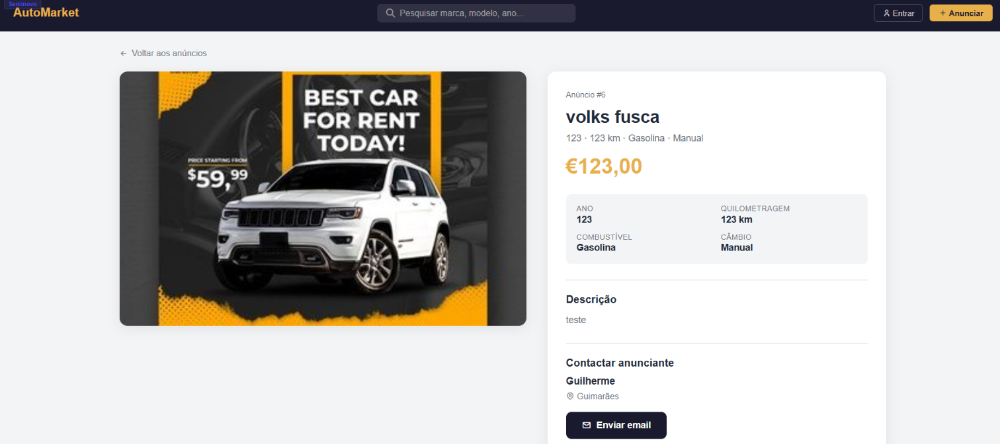 Seminovo
AutoMarket
Pesquisar marca, modelo, ano...
Entrar
+ Anunciar
← Voltar aos anúncios
BEST CAR
FOR RENT
TODAY!
PRICE STARTING FROM
$59,99
Anúncio #6
volks fusca
123 · 123 km · Gasolina · Manual
€123,00
ANO
123
QUILOMETRAGEM
123 km
COMBUSTÍVEL
Gasolina
CÂMBIO
Manual
Descrição
teste
Contactar anunciante
Guilherme
Guimarães
Enviar email